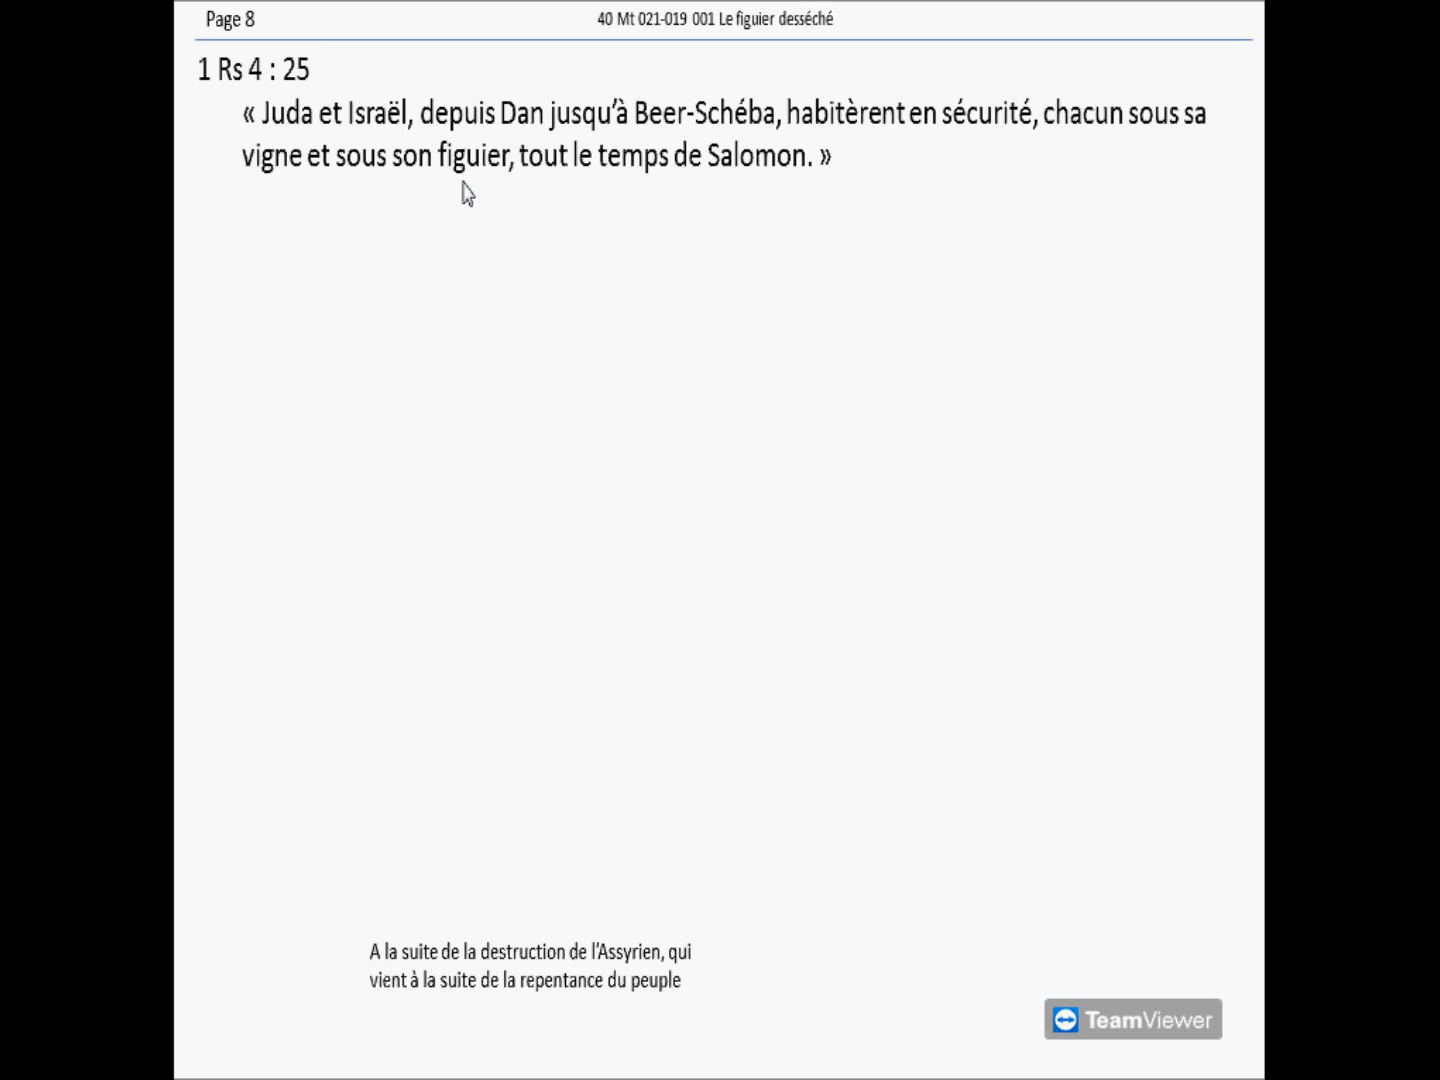 Page 8
40 Mt 021-019 001 Le figuier desséché
1 Rs 4 : 25
« Juda et Israël, depuis Dan jusqu’à Beer-Schéba, habitèrent en sécurité, chacun sous sa
vigne et sous son figuier, tout le temps de Salomon. »
A la suite de la destruction de l’Assyrien, qui
vient à la suite de la repentance du peuple
TeamViewer